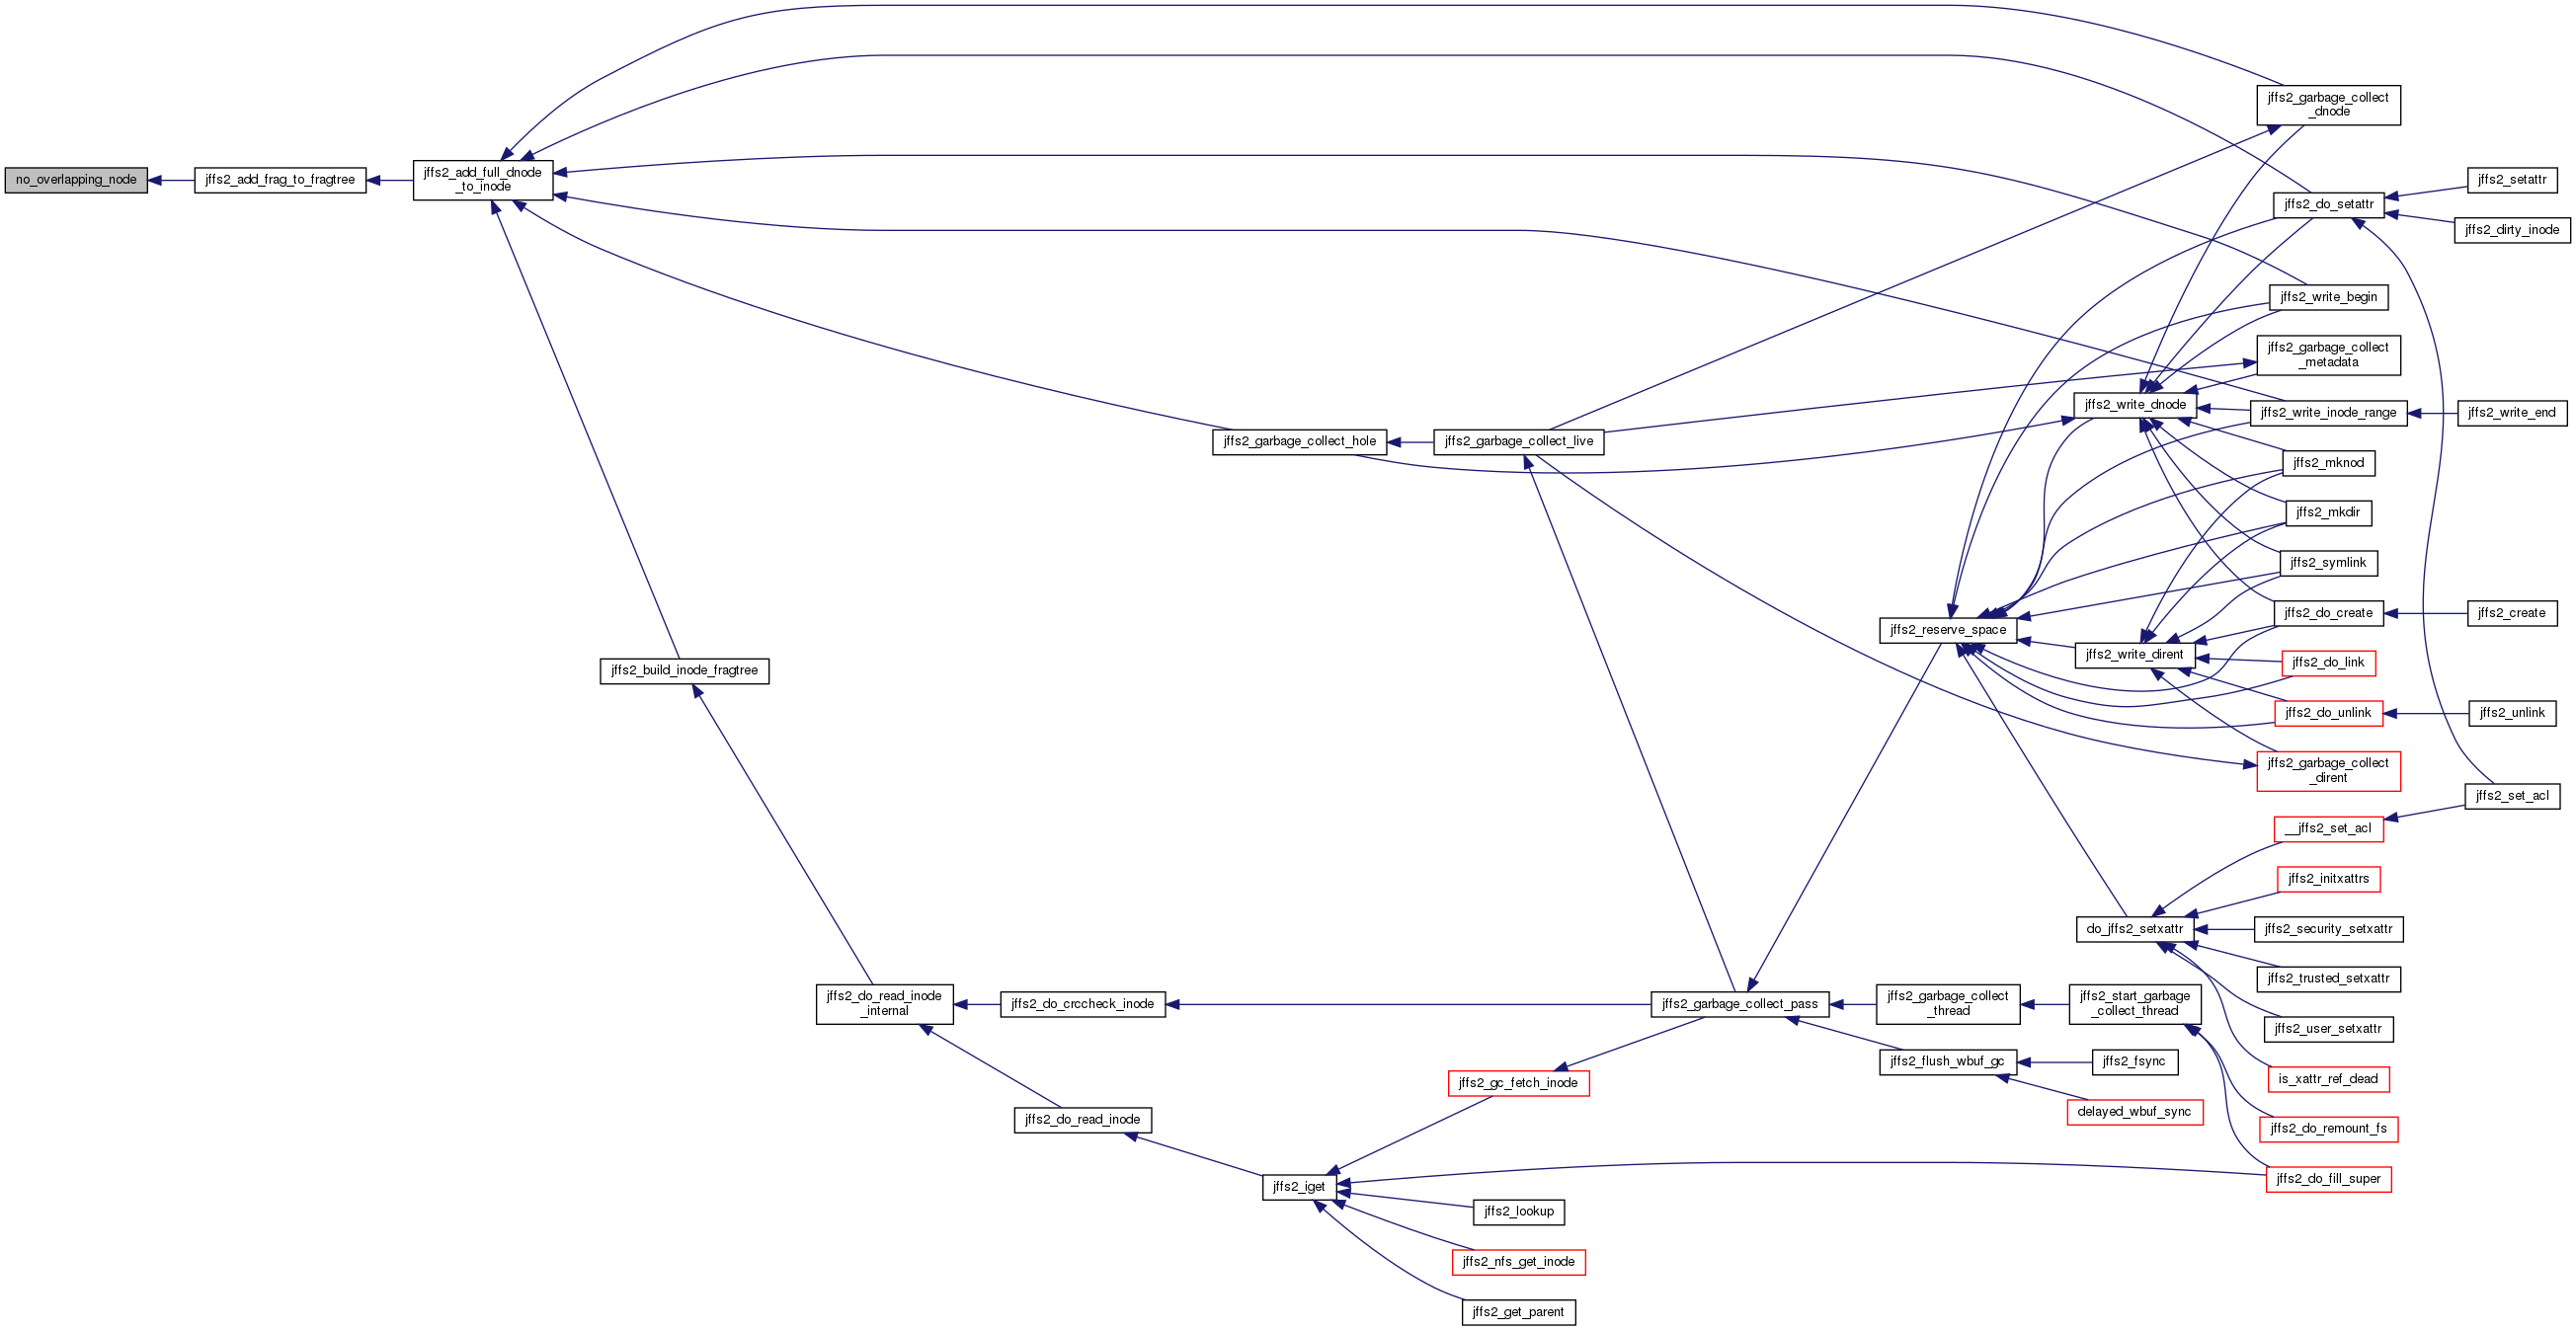 no_overlapping_node
jffs2_add_frag_to_fragtree
jffs2_add_full_dnode
_to_inode
jffs2_build_inode_fragtree
jffs2_do_read_inode
_internal
jffs2_do_crccheck_inode
jffs2_do_read_inode
jffs2_garbage_collect_hole
jffs2_iget
jffs2_garbage_collect_live
jffs2_gc_fetch_inode
jffs2_lookup
jffs2_nfs_get_inode
jffs2_get_parent
jffs2_garbage_collect_pass
jffs2_reserve_space
jffs2_garbage_collect
_thread
jffs2_flush_wbuf_gc
jffs2_write_dnode
jffs2_write_dirent
do_jffs2_setxattr
jffs2_start_garbage
_collect_thread
jffs2_fsync
delayed_wbuf_sync
jffs2_garbage_collect
_dnode
jffs2_do_setattr
jffs2_write_begin
jffs2_garbage_collect
_metadata
jffs2_write_inode_range
jffs2_mknod
jffs2_mkdir
jffs2_symlink
jffs2_do_create
jffs2_do_link
jffs2_do_unlink
jffs2_garbage_collect
_dirent
__jffs2_set_acl
jffs2_initxattrs
jffs2_security_setxattr
jffs2_trusted_setxattr
jffs2_user_setxattr
is_xattr_ref_dead
jffs2_do_remount_fs
jffs2_do_fill_super
jffs2_setattr
jffs2_dirty_inode
jffs2_write_end
jffs2_create
jffs2_unlink
jffs2_set_acl